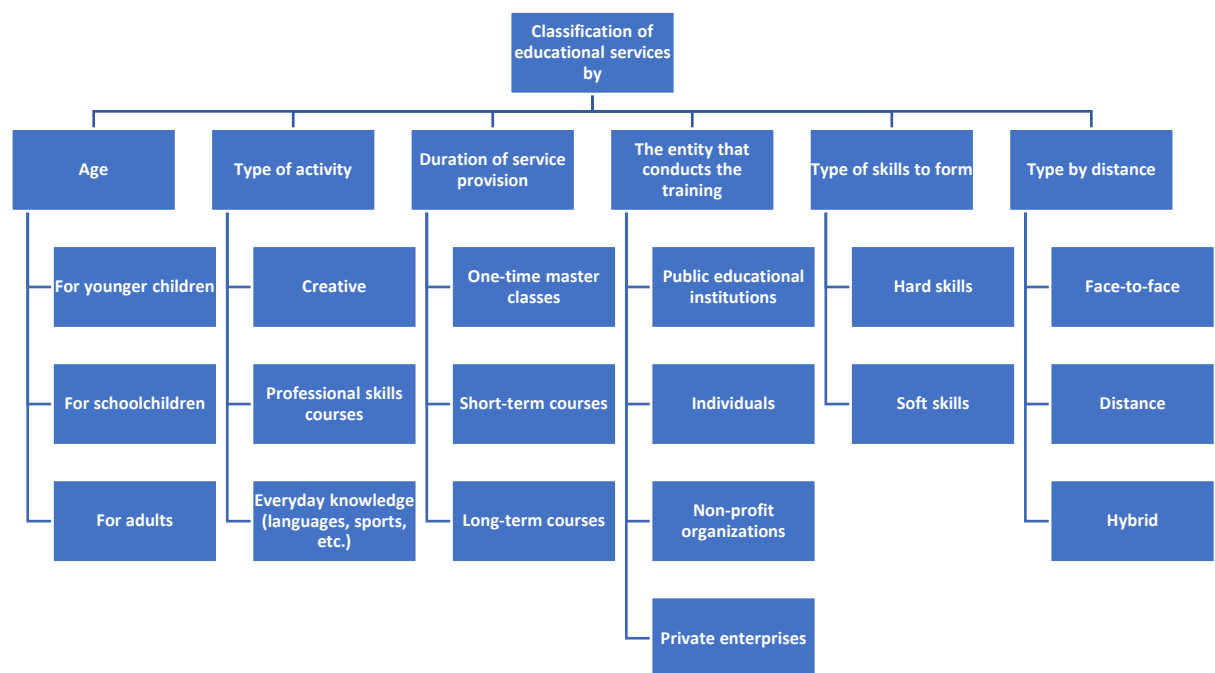 Classification of
educational services
by
Age
Type of activity
Duration of service
provision
The entity that
conducts the
training
Type of skills to form
Type by distance
For younger children
Creative
One-time master
classes
Public educational
institutions
Hard skills
Face-to-face
For schoolchildren
Professional skills
courses
Short-term courses
Individuals
Soft skills
Distance
For adults
Everyday knowledge
(languages, sports,
etc.)
Long-term courses
Non-profit
organizations
Hybrid
Private enterprises